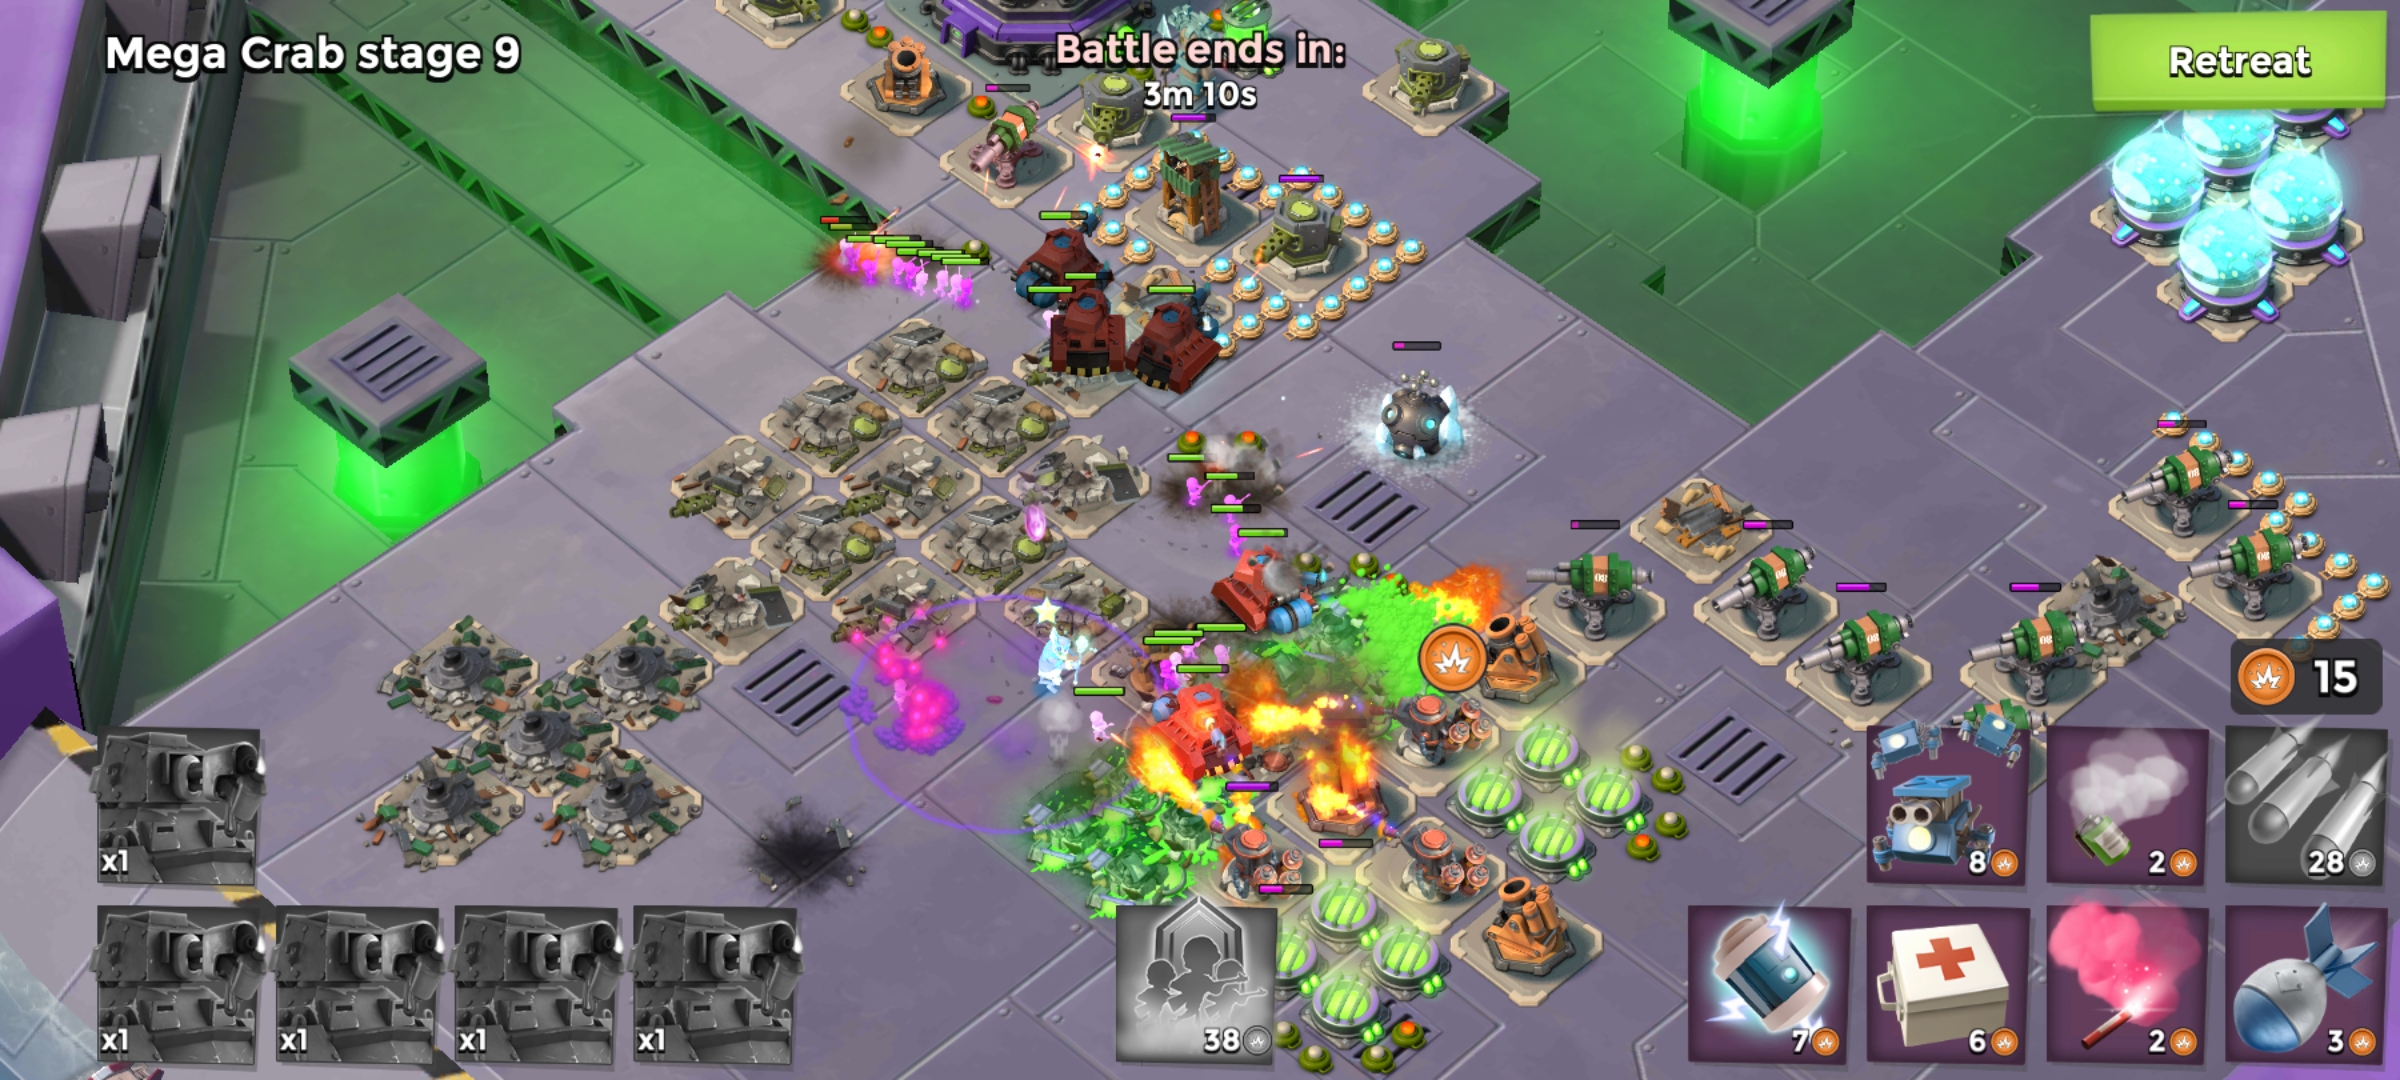 Mega Crab stage 9
Battle ends in:
3m 10s
Retreat
15
x1
8
2
28
x1
x1
x1
x1
38
7
6
2
3